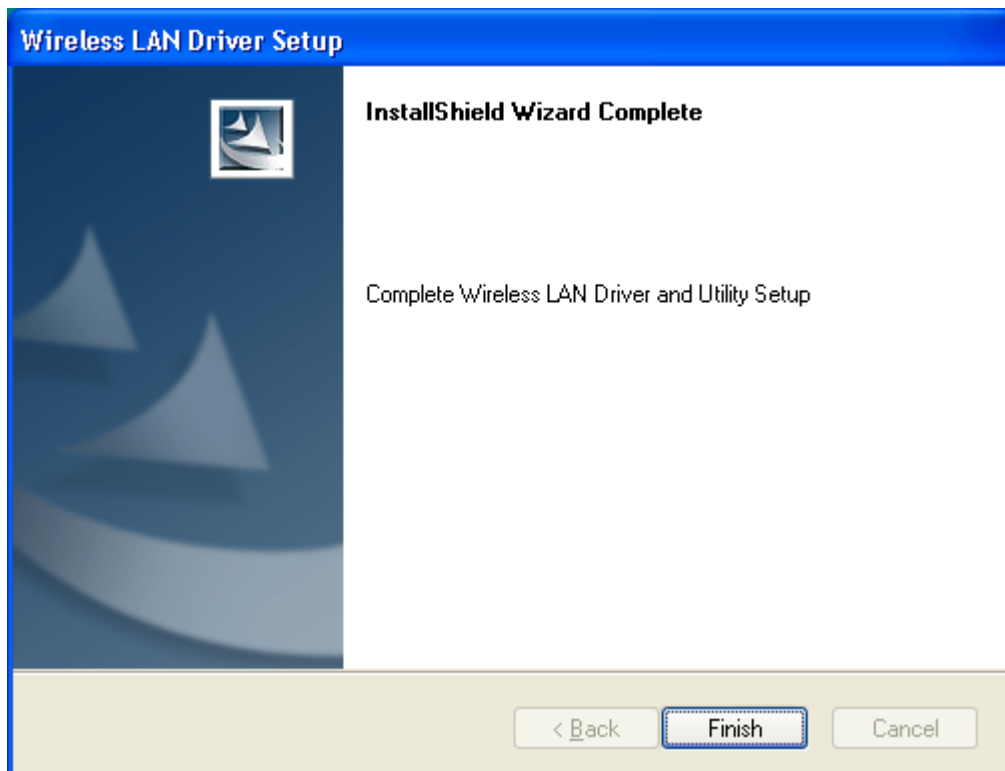 Wireless LAN Driver Setup
InstallShield Wizard Complete
Complete Wireless LAN Driver and Utility Setup
< Back Finish Cancel